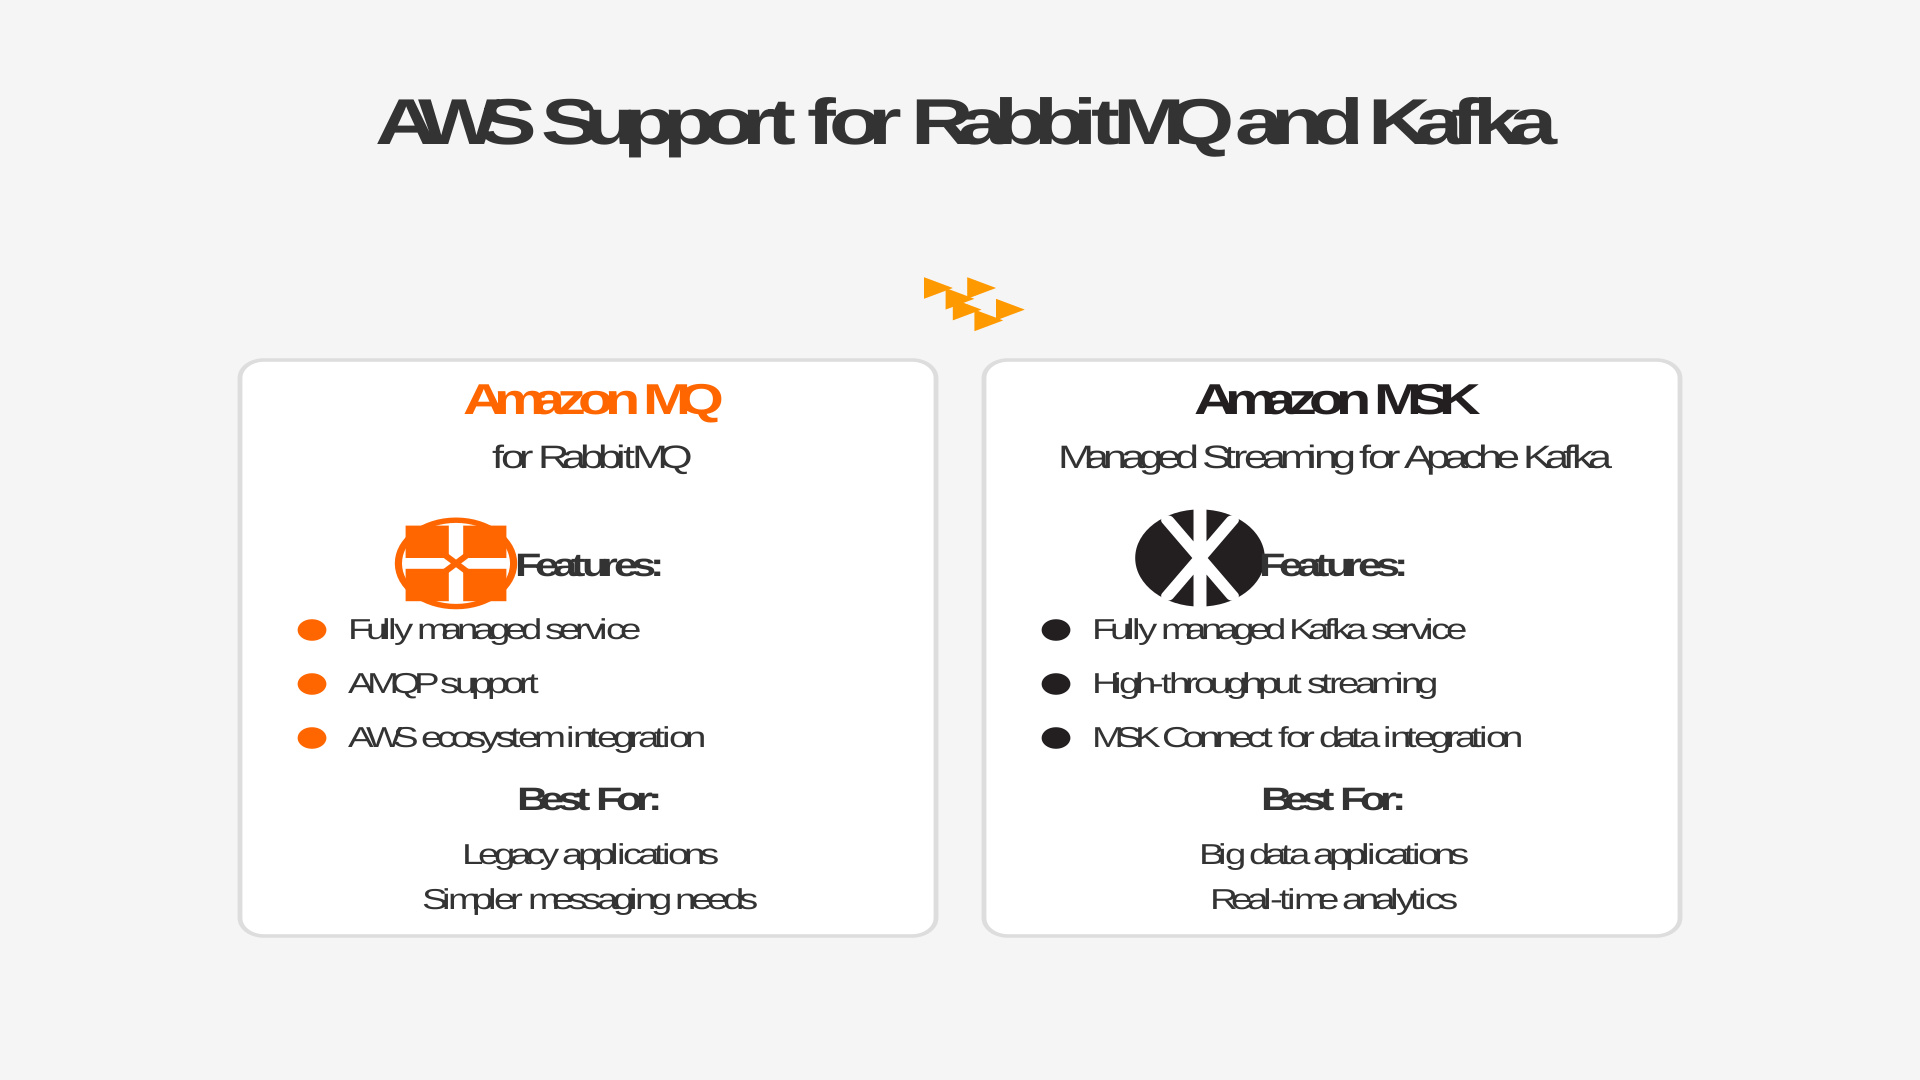 AWS Support for RabbitMQ and Kafka
Amazon MQ
for RabbitMQ
Features:
Fully managed service
AMQP support
AWS ecosystem integration
Best For:
Legacy applications
Simpler messaging needs
Amazon MSK
Managed Streaming for Apache Kafka
Features:
Fully managed Kafka service
High-throughput streaming
MSK Connect for data integration
Best For:
Big data applications
Real-time analytics